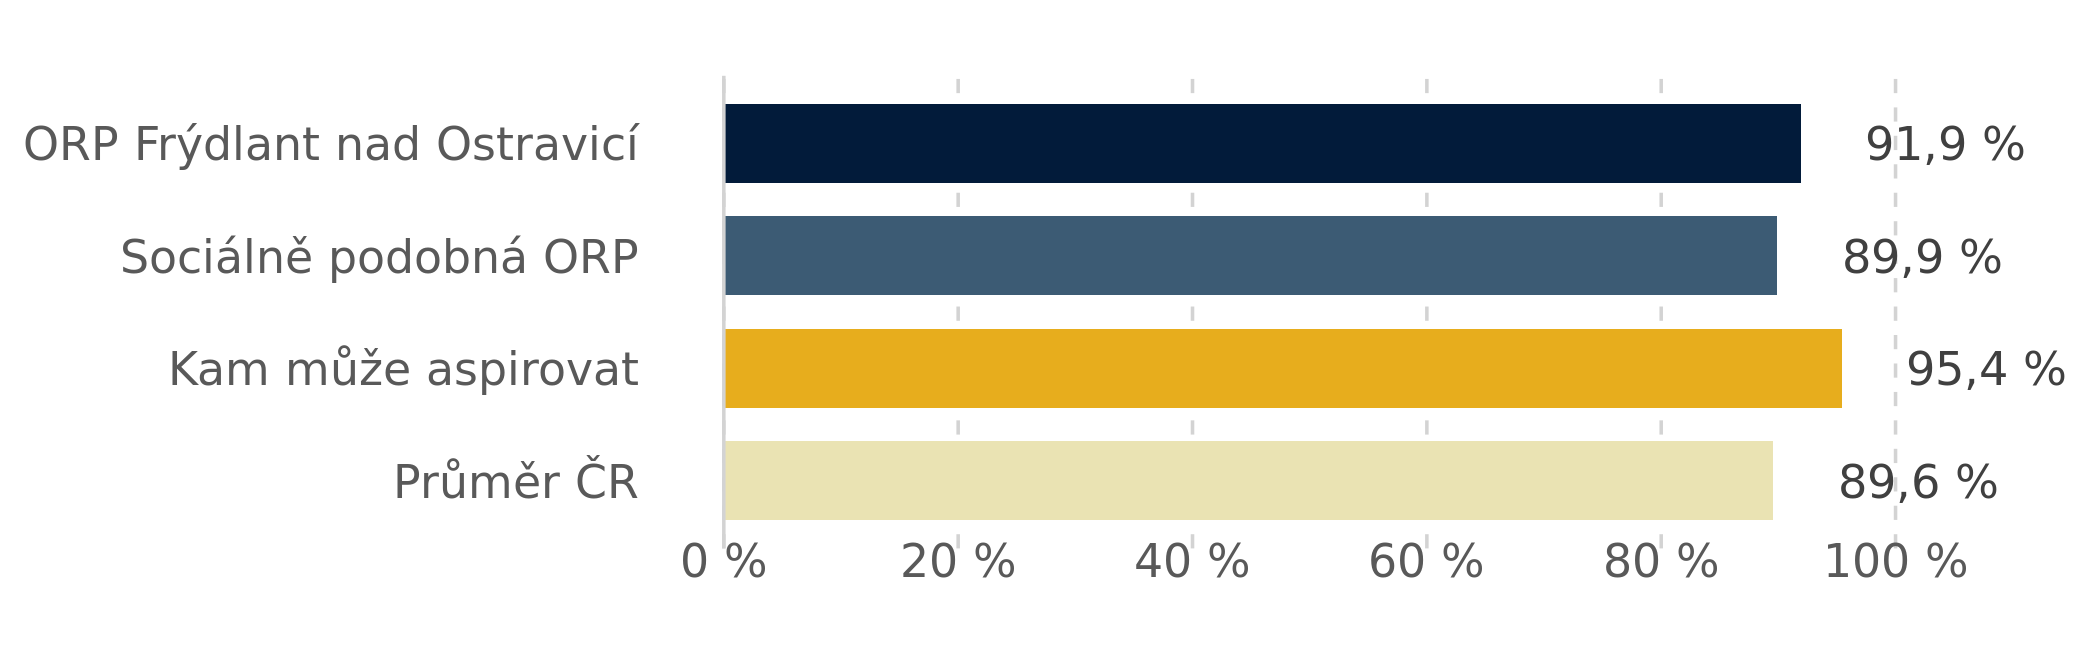 ORP Frýdlant nad Ostravicí 91,9 %
Sociálně podobná ORP 89,9 %
Kam může aspirovat 95,4 %
Průměr ČR 89,6 %
0 % 20 % 40 % 60 % 80 % 100 %